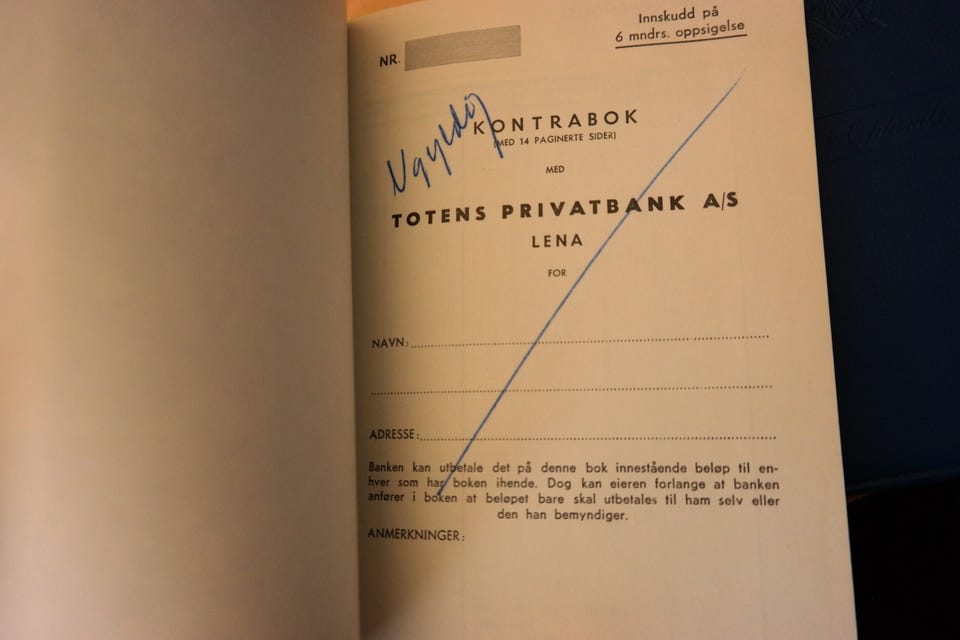 Innskudd på
6 mndrs. oppsigelse
NR.
Ugyldig
KONTRABOK
(MED 14 PAGINERTE SIDER)
MED
TOTENS PRIVATBANK A/S
LENA
FOR
NAVN:
ADRESSE:
Banken kan utbetale det på denne bok innestående beløp til en-
hver som har boken ihende. Dog kan eieren forlange at banken
anfører i boken at beløpet bare skal utbetales til ham selv eller
den han bemyndiger.
ANMERKNINGER: